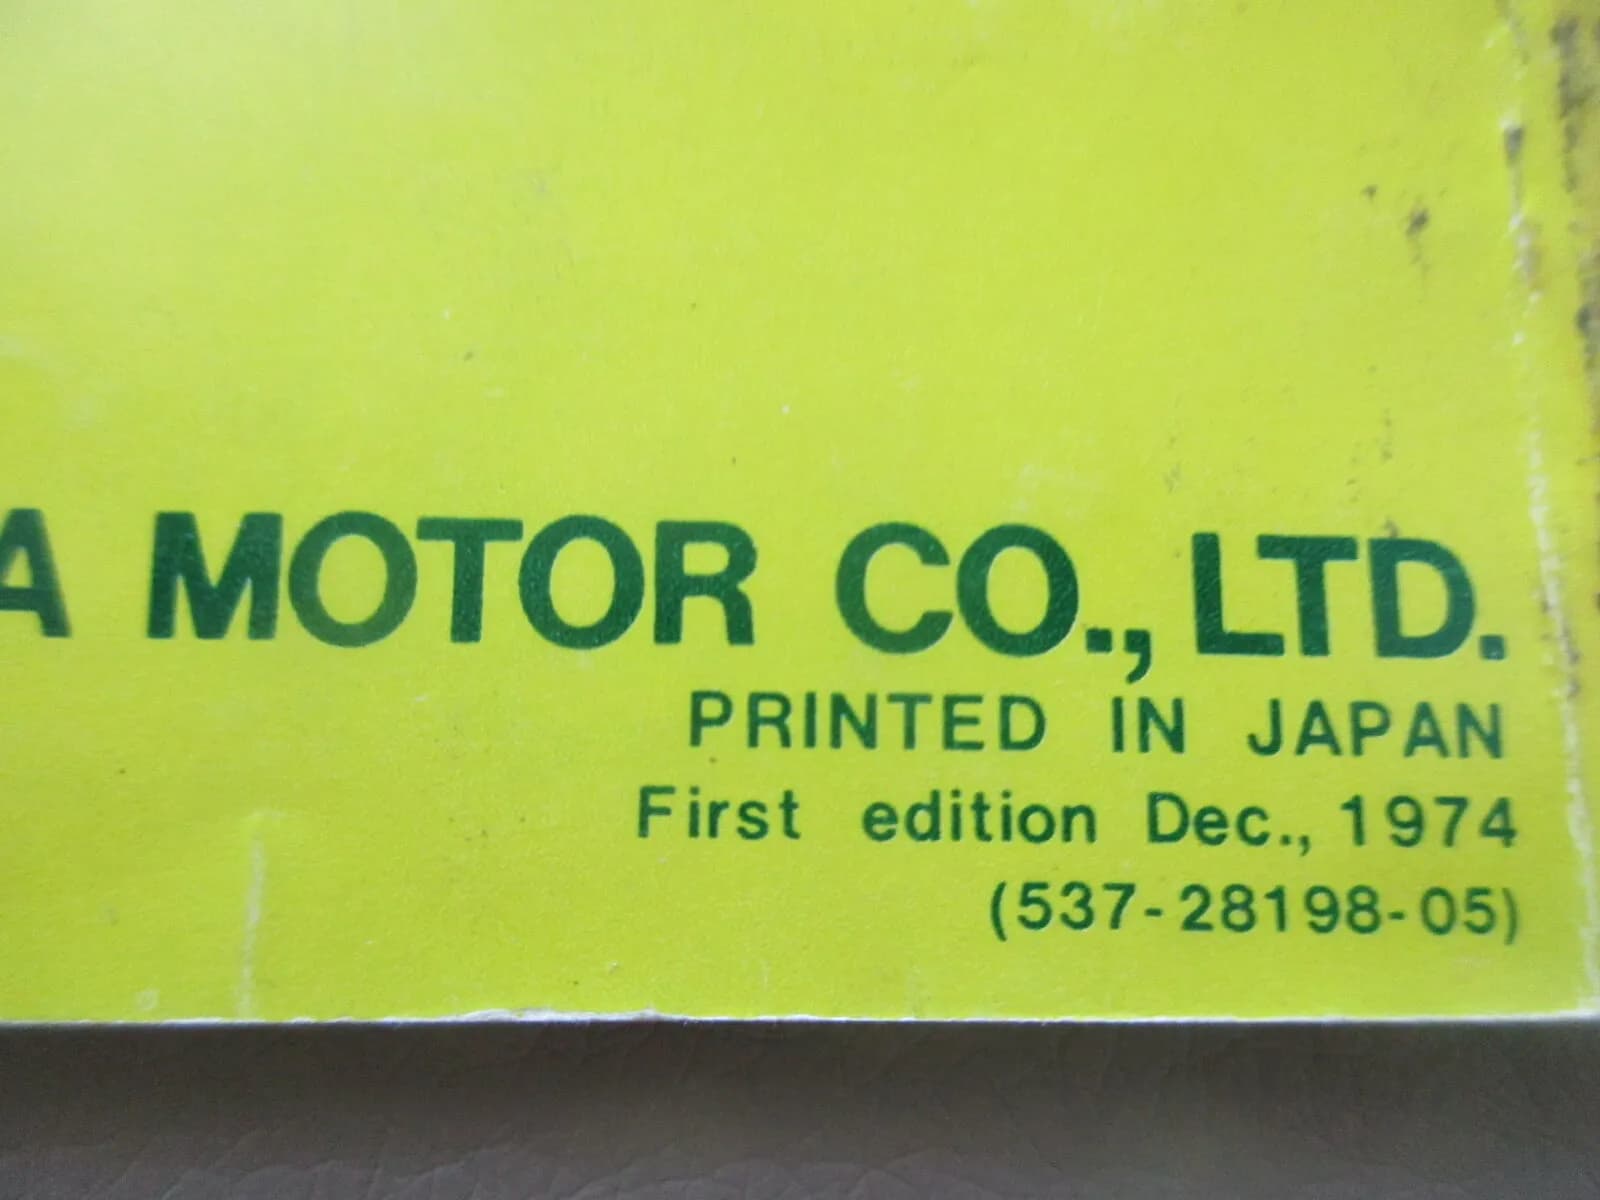 A MOTOR CO., LTD.
PRINTED IN JAPAN
First edition Dec., 1974
(537-28198-05)